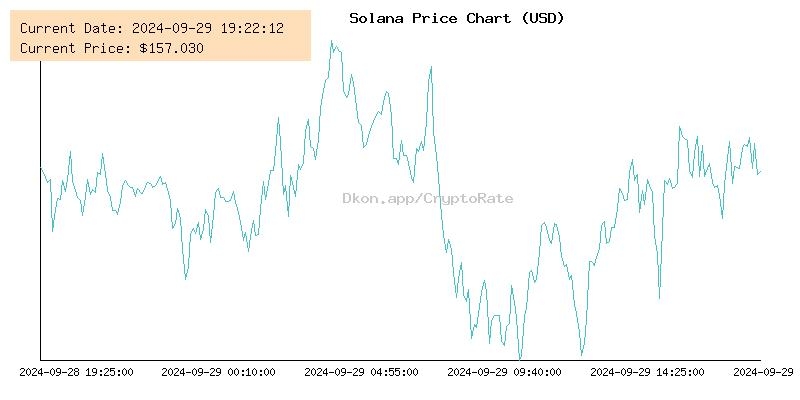 Solana Price Chart (USD)
Current Date: 2024-09-29 19:22:12
Current Price: $157.030
Dkon.app/CryptoRate
2024-09-28 19:25:00
2024-09-29 00:10:00
2024-09-29 04:55:00
2024-09-29 09:40:00
2024-09-29 14:25:00
2024-09-29